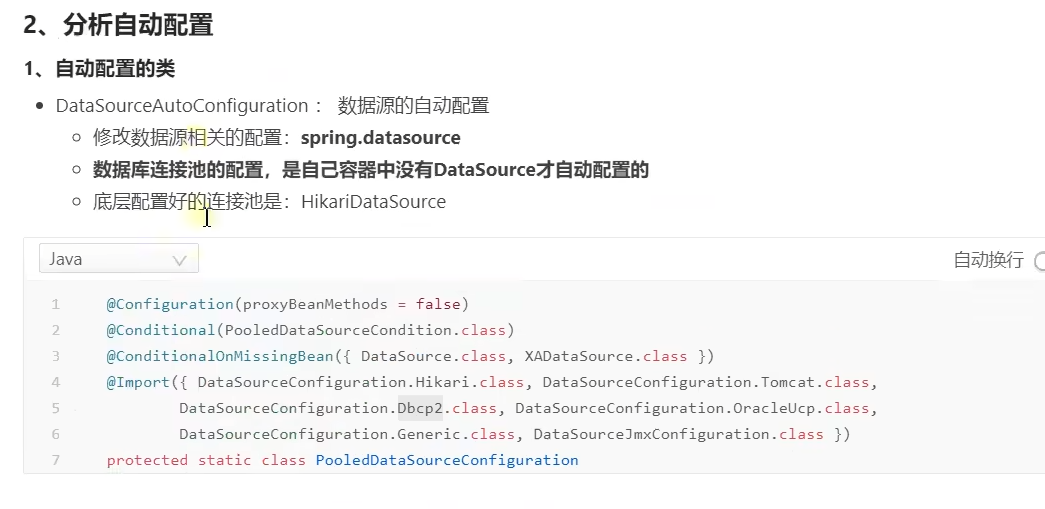 2、分析自动配置
1、自动配置的类
DataSourceAutoConfiguration ： 数据源的自动配置
修改数据源相关的配置：spring.datasource
数据库连接池的配置，是自己容器中没有DataSource才自动配置的
底层配置好的连接池是：HikariDataSource
Java 自动换行
1 @Configuration(proxyBeanMethods = false)
2 @Conditional(PooledDataSourceCondition.class)
3 @ConditionalOnMissingBean({ DataSource.class, XADataSource.class })
4 @Import({ DataSourceConfiguration.Hikari.class, DataSourceConfiguration.Tomcat.class,
5 DataSourceConfiguration.Dbcp2.class, DataSourceConfiguration.OracleUcp.class,
6 DataSourceConfiguration.Generic.class, DataSourceJmxConfiguration.class })
7 protected static class PooledDataSourceConfiguration